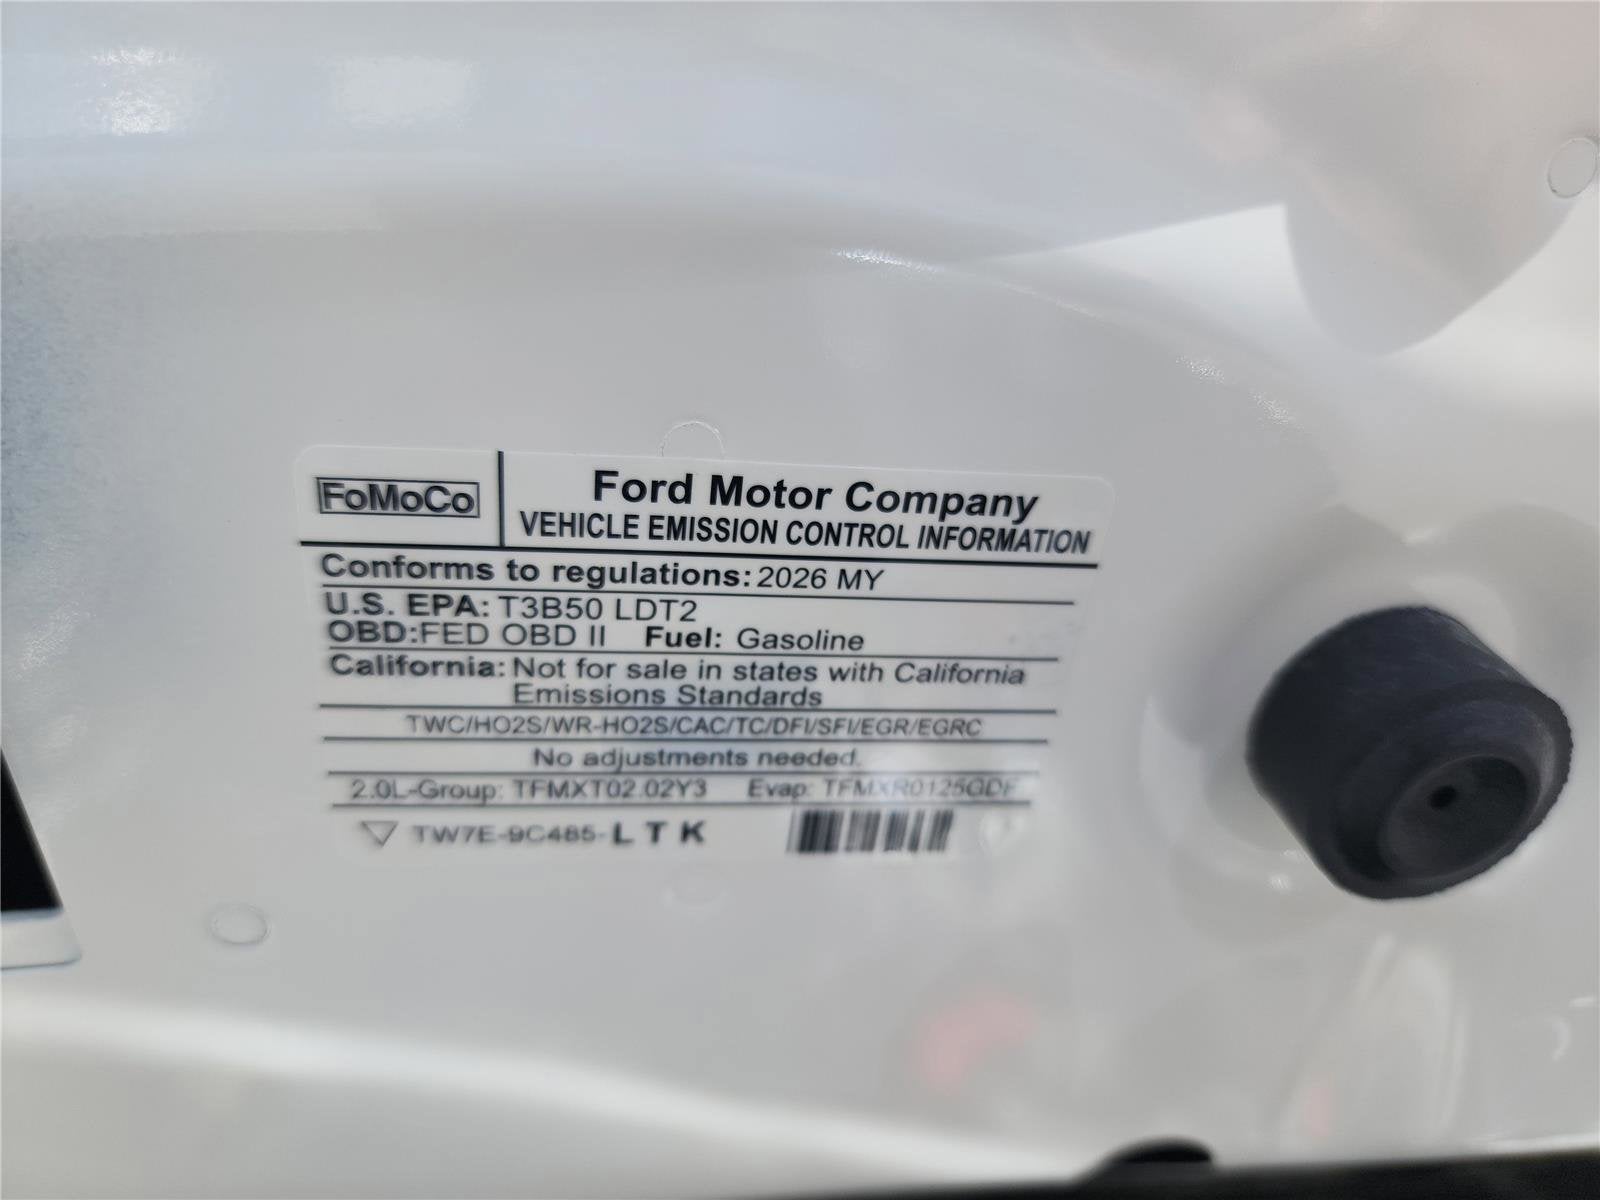 FoMoCo
Ford Motor Company
VEHICLE EMISSION CONTROL INFORMATION
Conforms to regulations: 2026 MY
U.S. EPA: T3B50 LDT2
OBD:FED OBD II Fuel: Gasoline
California: Not for sale in states with California
Emissions Standards
TWC/HO2S/WR-HO2S/CAC/TC/DFI/SFI/EGR/EGRC
No adjustments needed.
2.0L-Group: TFMXT02.02Y3 Evap: TFMXR0125GDF
TW7E-9C485-LTK